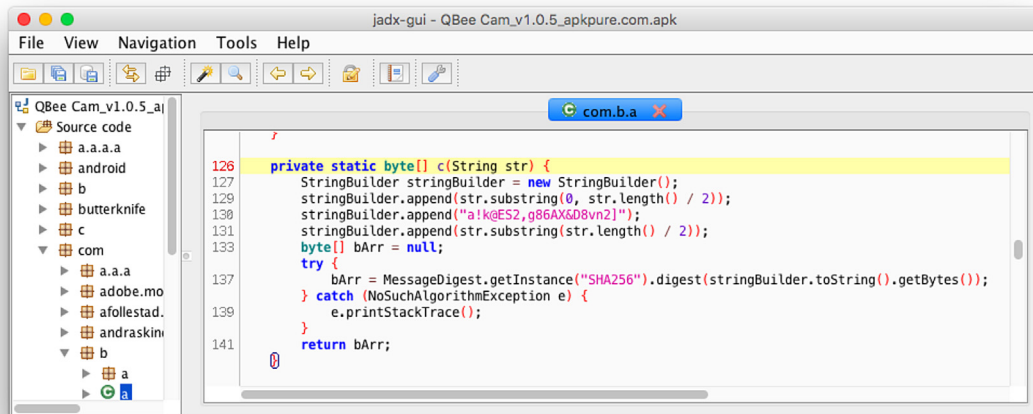 jadx-gui - QBee Cam_v1.0.5_apkpure.com.apk
File View Navigation Tools Help
QBee Cam_v1.0.5_a
Source code
a.a.a.a
android
b
butterknife
c
com
a.a.a
adobe.mo
afollestad.
andraskind
b
a
a
com.b.a
}
126 private static byte[] c(String str) {
127 StringBuilder stringBuilder = new StringBuilder();
129 stringBuilder.append(str.substring(0, str.length() / 2));
130 stringBuilder.append("a!k@ES2,g86AX&D8vn2]");
131 stringBuilder.append(str.substring(str.length() / 2));
133 byte[] bArr = null;
try {
137 bArr = MessageDigest.getInstance("SHA256").digest(stringBuilder.toString().getBytes());
} catch (NoSuchAlgorithmException e) {
139 e.printStackTrace();
}
141 return bArr;
}